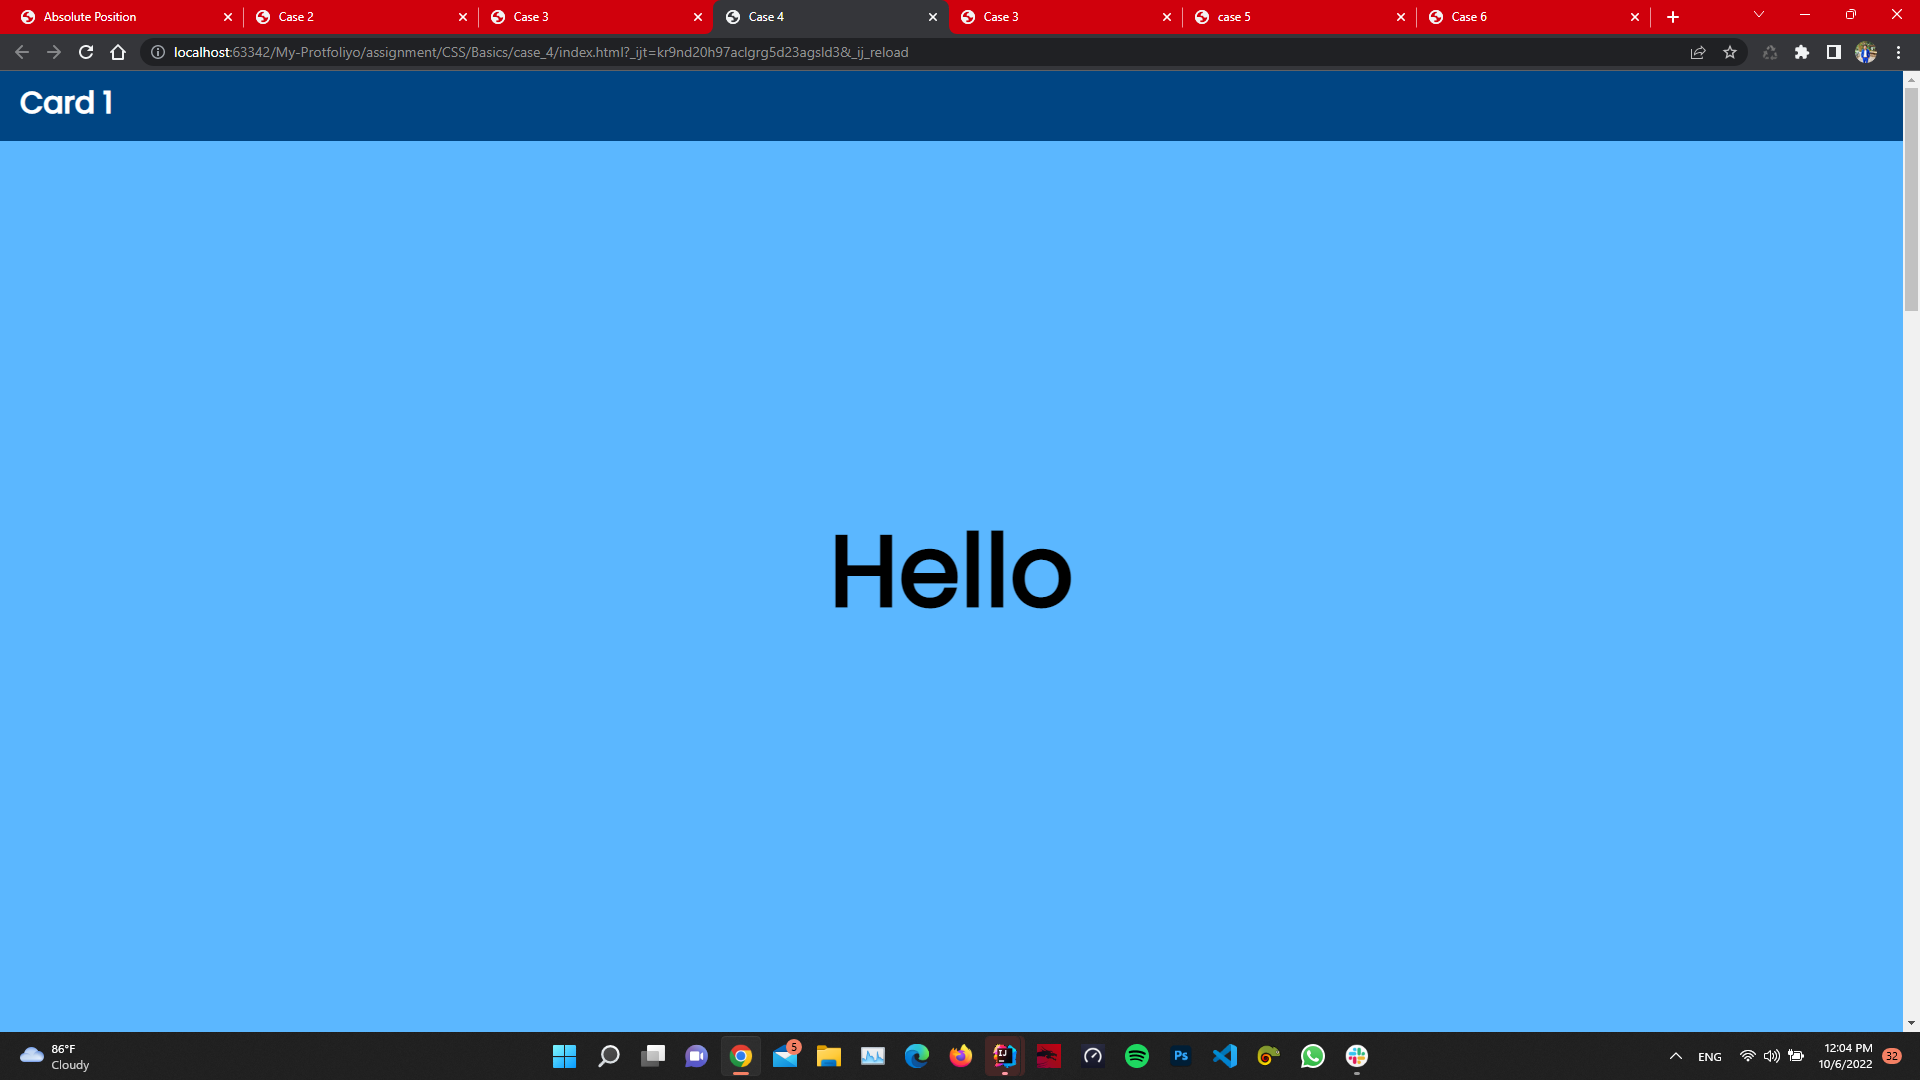 Absolute Position
Case 2
Case 3
Case 4
Case 3
case 5
Case 6
localhost:63342/My-Protfoliyo/assignment/CSS/Basics/case_4/index.html?_ijt=kr9nd20h97aclgrg5d23agsld3&_ij_reload
Card 1
Hello
86°F
Cloudy
5
IJ
Ps
ENG
12:04 PM
10/6/2022
32